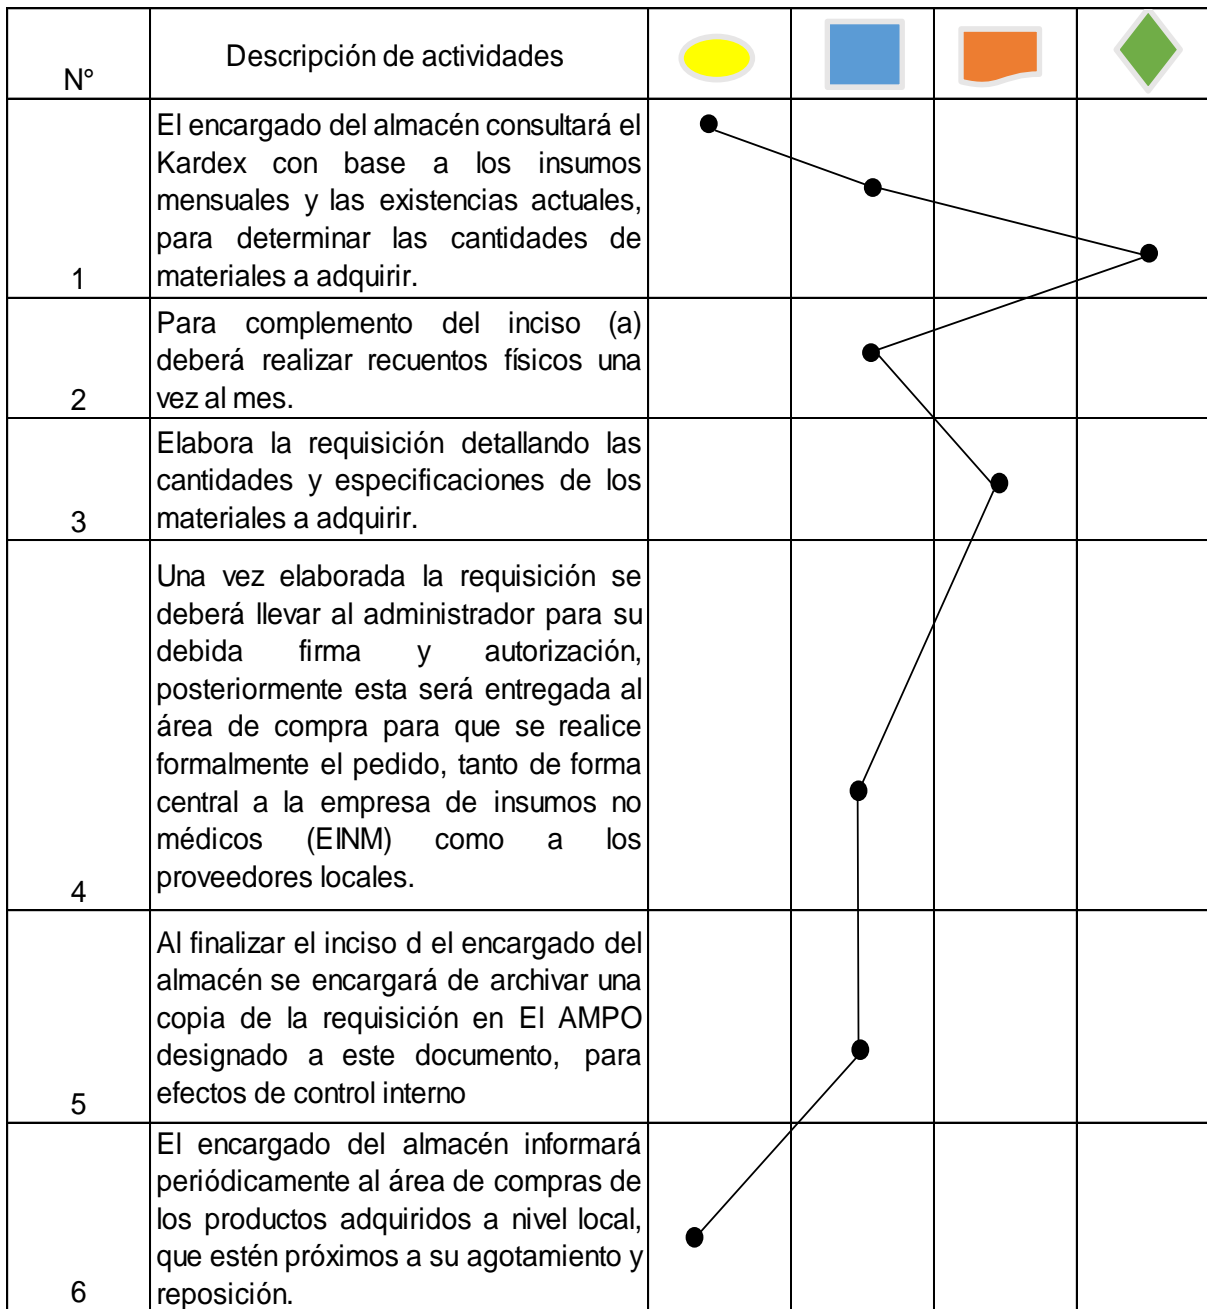 N°
Descripción de actividades
El encargado del almacén consultará el
Kardex con base a los insumos
mensuales y las existencias actuales,
para determinar las cantidades de
materiales a adquirir.
1
Para complemento del inciso (a)
deberá realizar recuentos físicos una
vez al mes.
2
Elabora la requisición detallando las
cantidades y especificaciones de los
materiales a adquirir.
3
Una vez elaborada la requisición se
deberá llevar al administrador para su
debida firma y autorización,
posteriormente esta será entregada al
área de compra para que se realice
formalmente el pedido, tanto de forma
central a la empresa de insumos no
médicos (EINM) como a los
proveedores locales.
4
Al finalizar el inciso d el encargado del
almacén se encargará de archivar una
copia de la requisición en El AMPO
designado a este documento, para
efectos de control interno
5
El encargado del almacén informará
periódicamente al área de compras de
los productos adquiridos a nivel local,
que estén próximos a su agotamiento y
reposición.
6